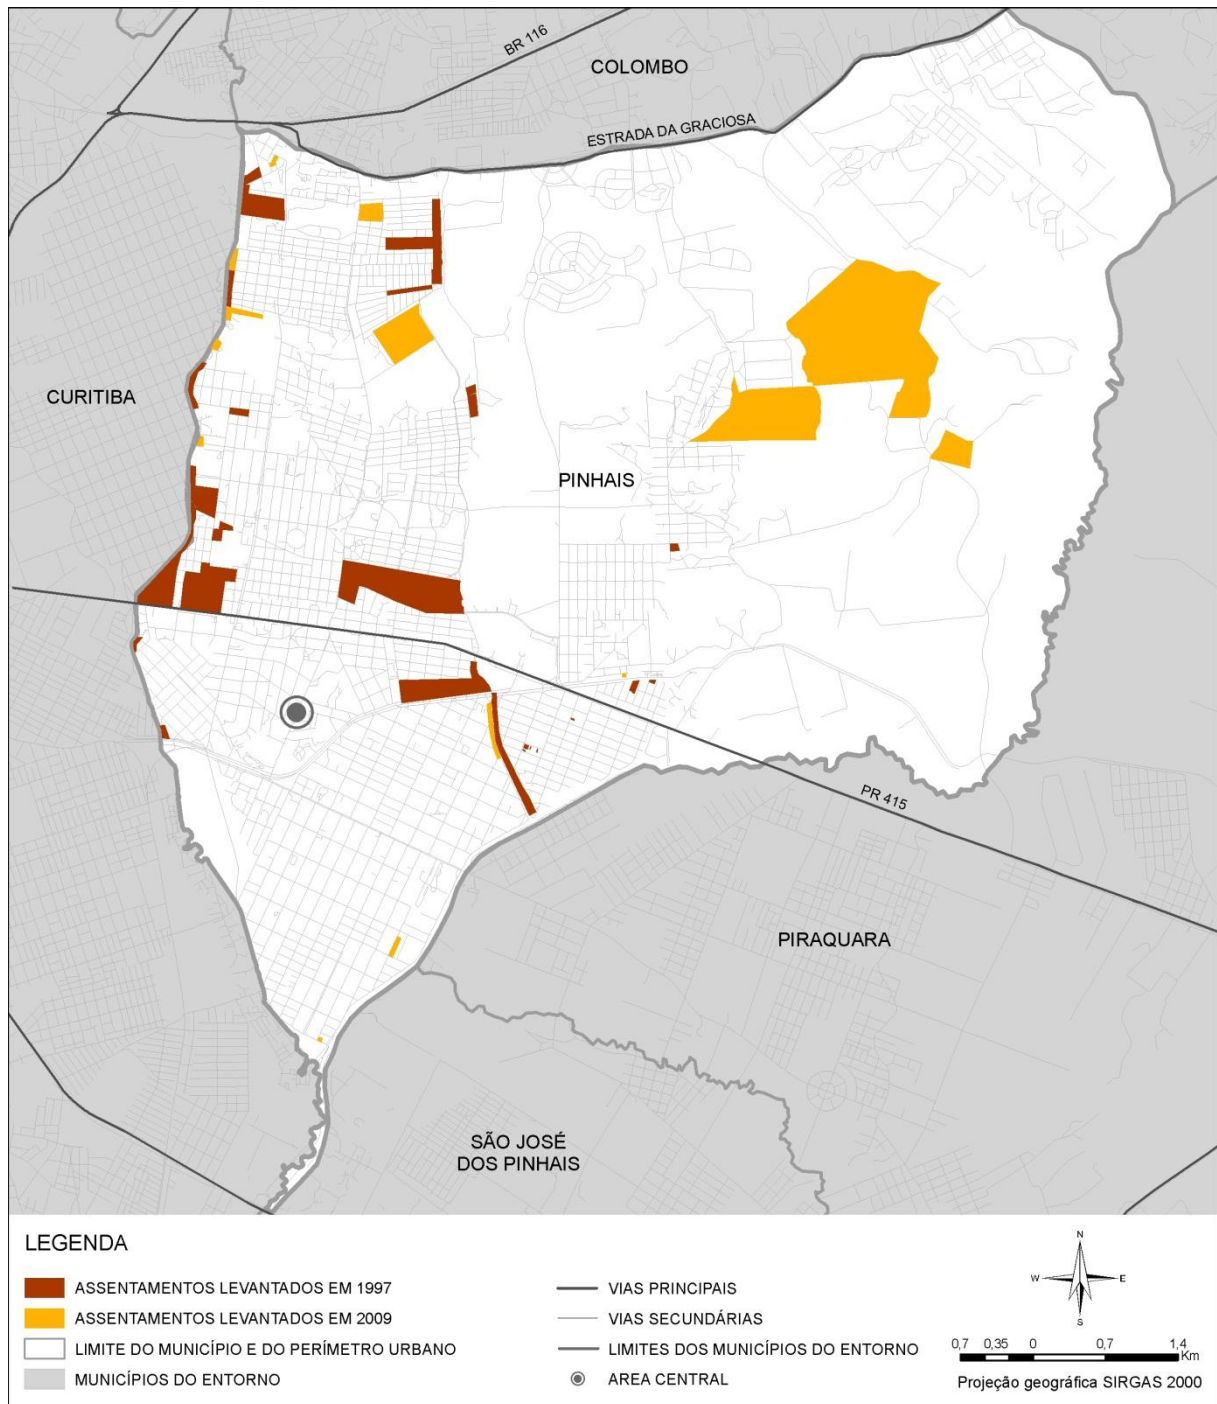 BR 116
COLOMBO
ESTRADA DA GRACIOSA
CURITIBA
PINHAIS
PR 415
PIRAQUARA
SÃO JOSÉ
DOS PINHAIS
LEGENDA
ASSENTAMENTOS LEVANTADOS EM 1997
ASSENTAMENTOS LEVANTADOS EM 2009
LIMITE DO MUNICÍPIO E DO PERÍMETRO URBANO
MUNICÍPIOS DO ENTORNO
VIAS PRINCIPAIS
VIAS SECUNDÁRIAS
LIMITES DOS MUNICÍPIOS DO ENTORNO
AREA CENTRAL
N
W E
S
0,7 0,35 0 0,7 1,4
Km
Projeção geográfica SIRGAS 2000